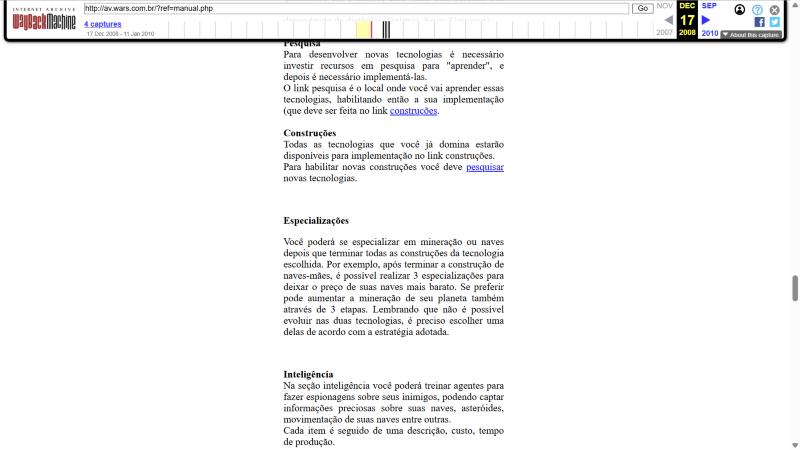 INTERNET ARCHIVE
WayBackMachine
http://av.wars.com.br/?ref=manual.php
Go
NOV
DEC
SEP
4 captures
17
17 Dec 2008 - 11 Jan 2010
2007
2008
2010
About this capture
Pesquisa
Para desenvolver novas tecnologias é necessário
investir recursos em pesquisa para "aprender", e
depois é necessário implementá-las.
O link pesquisa é o local onde você vai aprender essas
tecnologias, habilitando então a sua implementação
(que deve ser feita no link construções.
Construções
Todas as tecnologias que você já domina estarão
disponíveis para implementação no link construções.
Para habilitar novas construções você deve pesquisar
novas tecnologias.
Especializações
Você poderá se especializar em mineração ou naves
depois que terminar todas as construções da tecnologia
escolhida. Por exemplo, após terminar a construção de
naves-mães, é possível realizar 3 especializações para
deixar o preço de suas naves mais barato. Se preferir
pode aumentar a mineração de seu planeta também
através de 3 etapas. Lembrando que não é possível
evoluir nas duas tecnologias, é preciso escolher uma
delas de acordo com a estratégia adotada.
Inteligência
Na seção inteligência você poderá treinar agentes para
fazer espionagens sobre seus inimigos, podendo captar
informações preciosas sobre suas naves, asteróides,
movimentação de suas naves entre outras.
Cada item é seguido de uma descrição, custo, tempo
de produção.